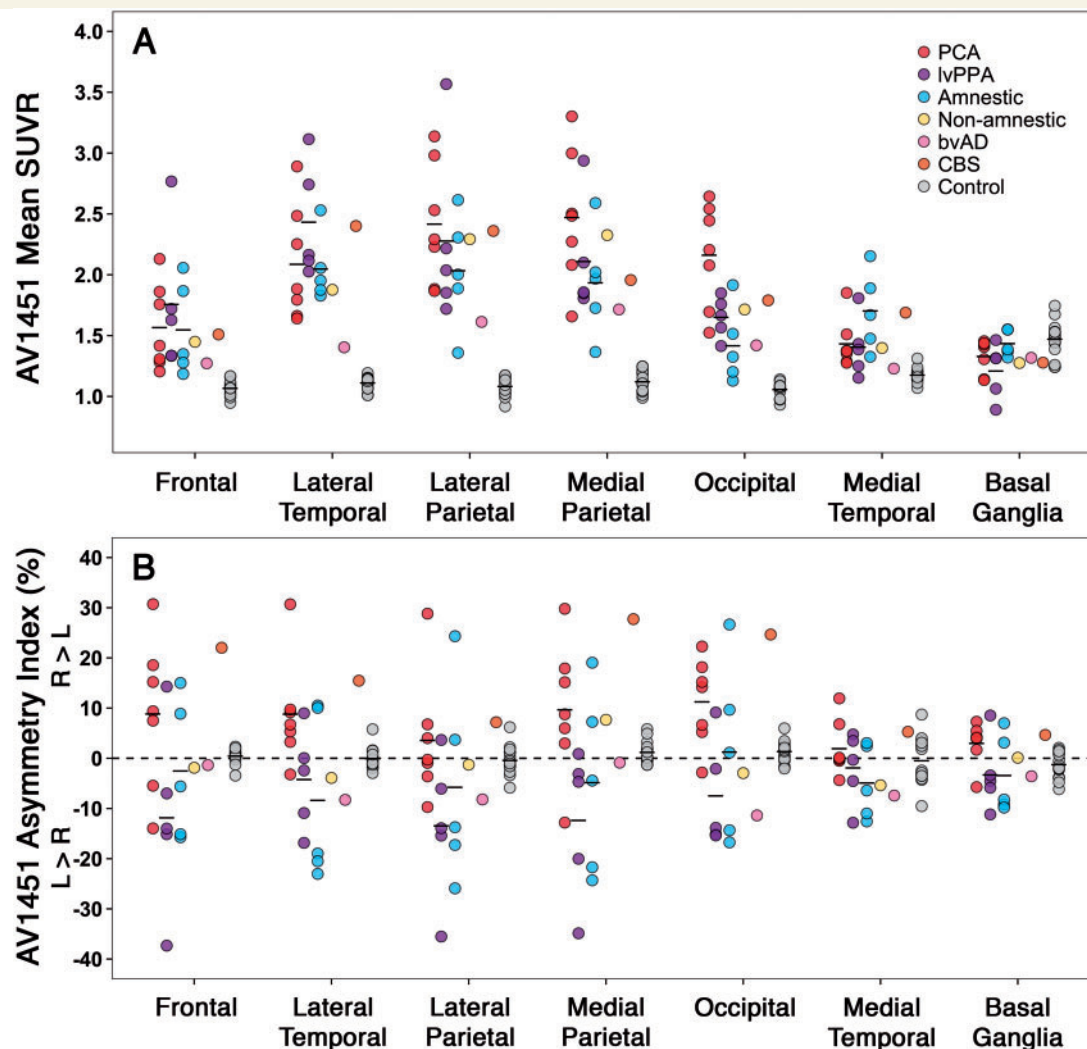 A
AV1451 Mean SUVR
4.0
3.5
3.0
2.5
2.0
1.5
1.0
PCA
lvPPA
Amnestic
Non-amnestic
bvAD
CBS
Control
Frontal
Lateral
Temporal
Lateral
Parietal
Medial
Parietal
Occipital
Medial
Temporal
Basal
Ganglia
B
AV1451 Asymmetry Index (%)
L > R
R > L
40
30
20
10
0
-10
-20
-30
-40
Frontal
Lateral
Temporal
Lateral
Parietal
Medial
Parietal
Occipital
Medial
Temporal
Basal
Ganglia